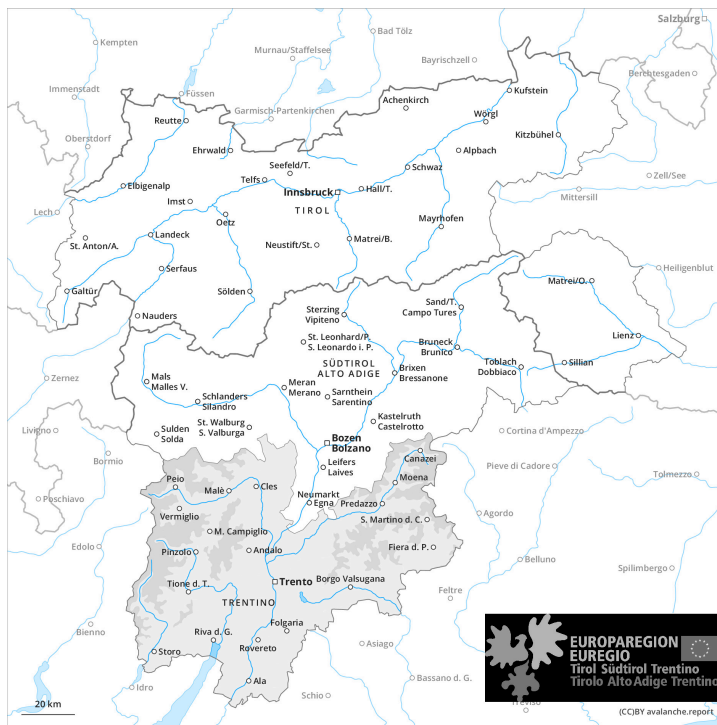 Salzburg
Kempten
Bad Tölz
Murnau/Staffelsee
Bayrischzell
Berchtesgaden
Immenstadt
Füssen
Garmisch-Partenkirchen
Achenkirch
Kufstein
Reutte
Wörgl
Oberstdorf
Ehrwald
Kitzbühel
Alpbach
Seefeld/T.
Schwaz
Zell/See
Telfs
Elbigenalp
Innsbruck
Hall/T.
Mittersill
Imst
TIROL
Lech
Oetz
Mayrhofen
Landeck
St. Anton/A.
Neustift/St.
Matrei/B.
Serfaus
Heiligenblut
Galtür
Sölden
Matrei/O.
Nauders
Sterzing
Vipiteno
Sand/T.
Campo Tures
Lienz
St. Leonhard/P.
S. Leonardo i. P.
Bruneck
Brunico
SÜDTIROL
ALTO ADIGE
Brixen
Bressanone
Toblach
Dobbiaco
Sillian
Zernez
Mals
Malles V.
Meran
Merano
Schlanders
Silandro
Sarnthein
Sarentino
St. Walburg
S. Valburga
Kastelruth
Castelrotto
Livigno
Sulden
Solda
Bozen
Bolzano
Cortina d'Ampezzo
Bormio
Canazei
Leifers
Laives
Pieve di Cadore
Tolmezzo
Peio
Malè
Cles
Moena
Poschiavo
Neumarkt
Egna
Predazzo
Vermiglio
Agordo
S. Martino d. C.
M. Campiglio
Edolo
Pinzolo
Andalo
Fiera d. P.
Belluno
Spilimbergo
Tione d. T.
Trento
Borgo Valsugana
Feltre
TRENTINO
Bienno
Folgaria
Riva d. G.
Rovereto
Asiago
Storo
Idro
Ala
Schio
Bassano d. G.
Treviso
EUROPAREGION
EUREGIO
Tirol Südtirol Trentino
Tirolo Alto Adige Trentino
20 km
(CC)BY avalanche.report